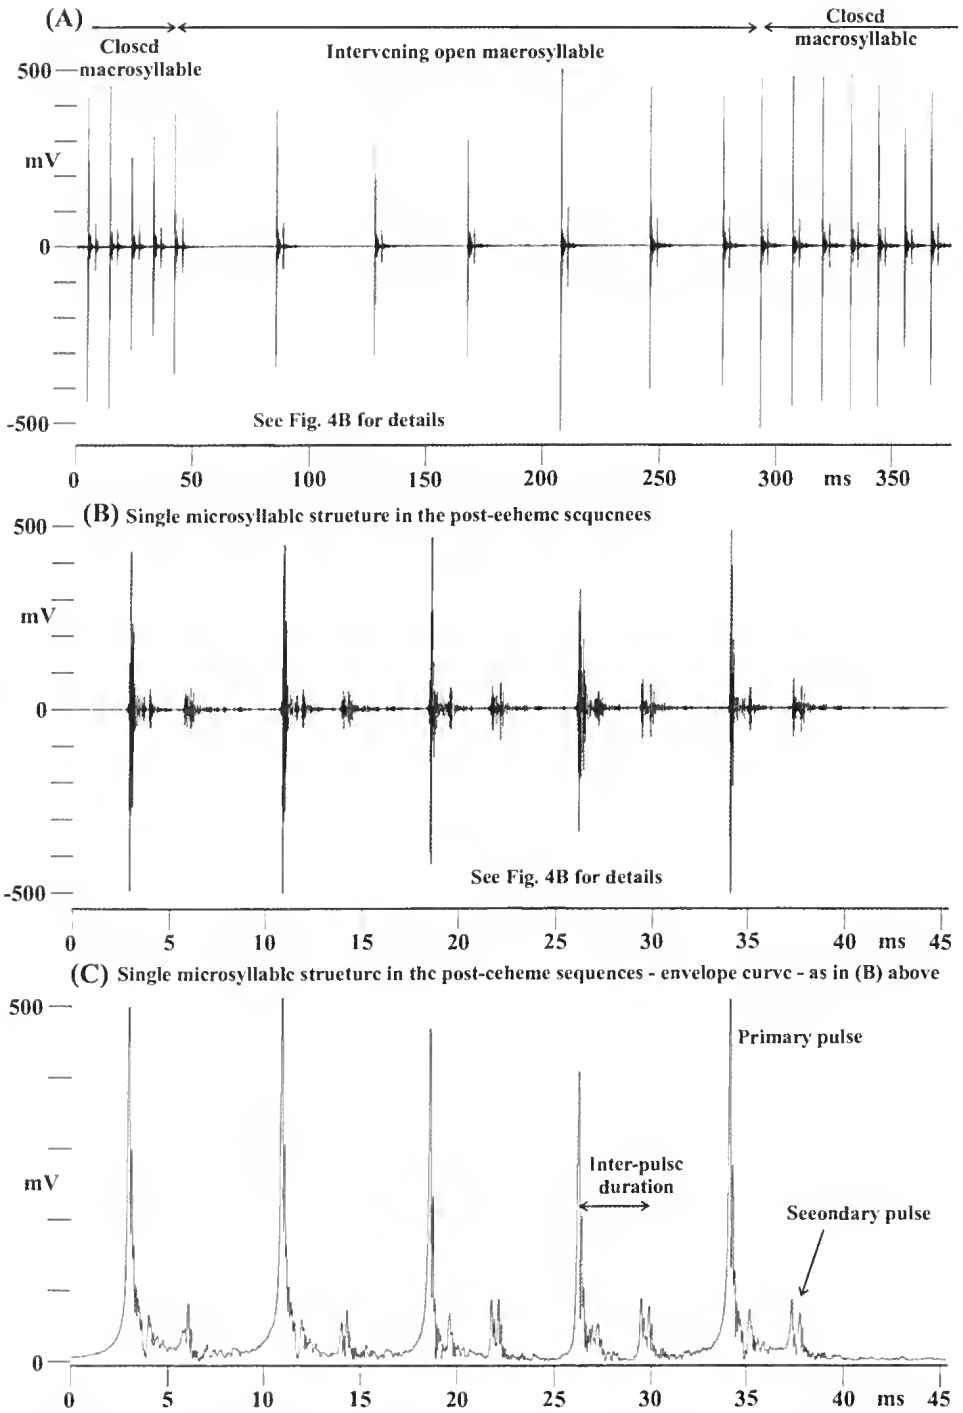 (A)
Closed macrosyllable
Intervening open macrosyllable
Closed macrosyllable
500
mV
0
-500
See Fig. 4B for details
0 50 100 150 200 250 300 ms 350
(B) Single microsyllable structure in the post-echeme sequences
500
mV
0
-500
See Fig. 4B for details
0 5 10 15 20 25 30 35 40 ms 45
(C) Single microsyllable structure in the post-echeme sequences - envelope curve - as in (B) above
500
Primary pulse
Inter-pulse duration
mV
Secondary pulse
0
0 5 10 15 20 25 30 35 40 ms 45